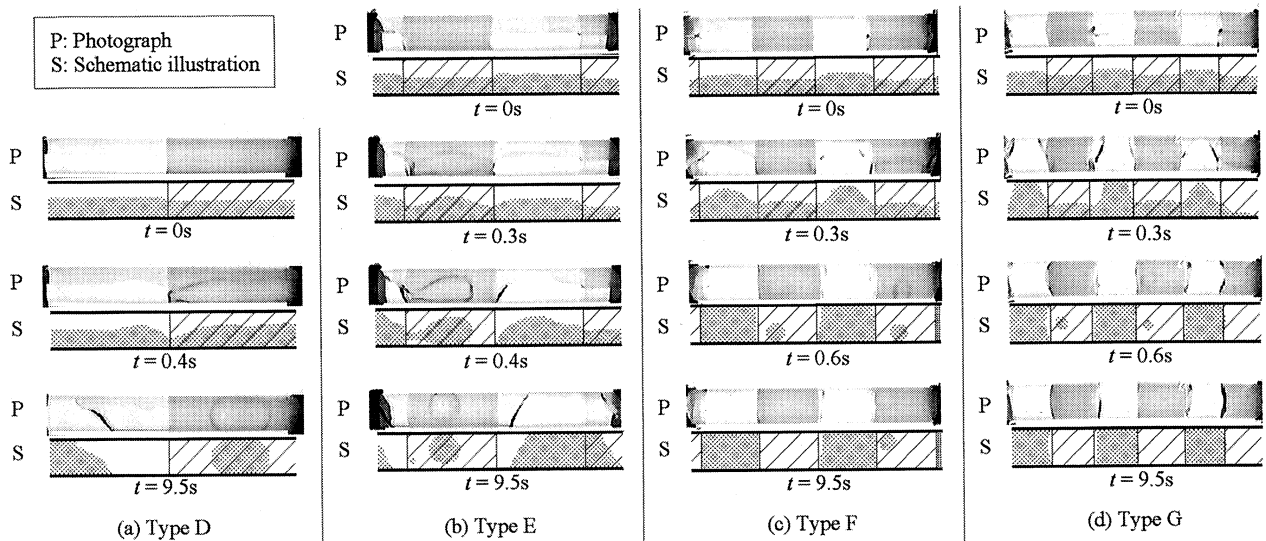 P: Photograph
S: Schematic illustration
P
S
t = 0s
P
S
t = 0.4s
P
S
t = 9.5s
(a) Type D
P
S
t = 0s
P
S
t = 0.3s
P
S
t = 0.4s
P
S
t = 9.5s
(b) Type E
P
S
t = 0s
P
S
t = 0.3s
P
S
t = 0.6s
P
S
t = 9.5s
(c) Type F
P
S
t = 0s
P
S
t = 0.3s
P
S
t = 0.6s
P
S
t = 9.5s
(d) Type G